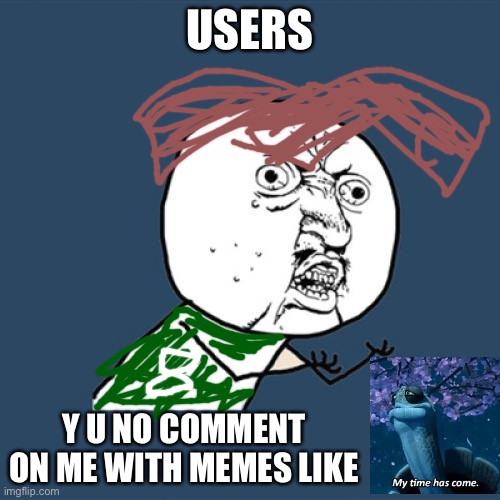 USERS
Y U NO COMMENT
ON ME WITH MEMES LIKE
My time has come.
imgflip.com